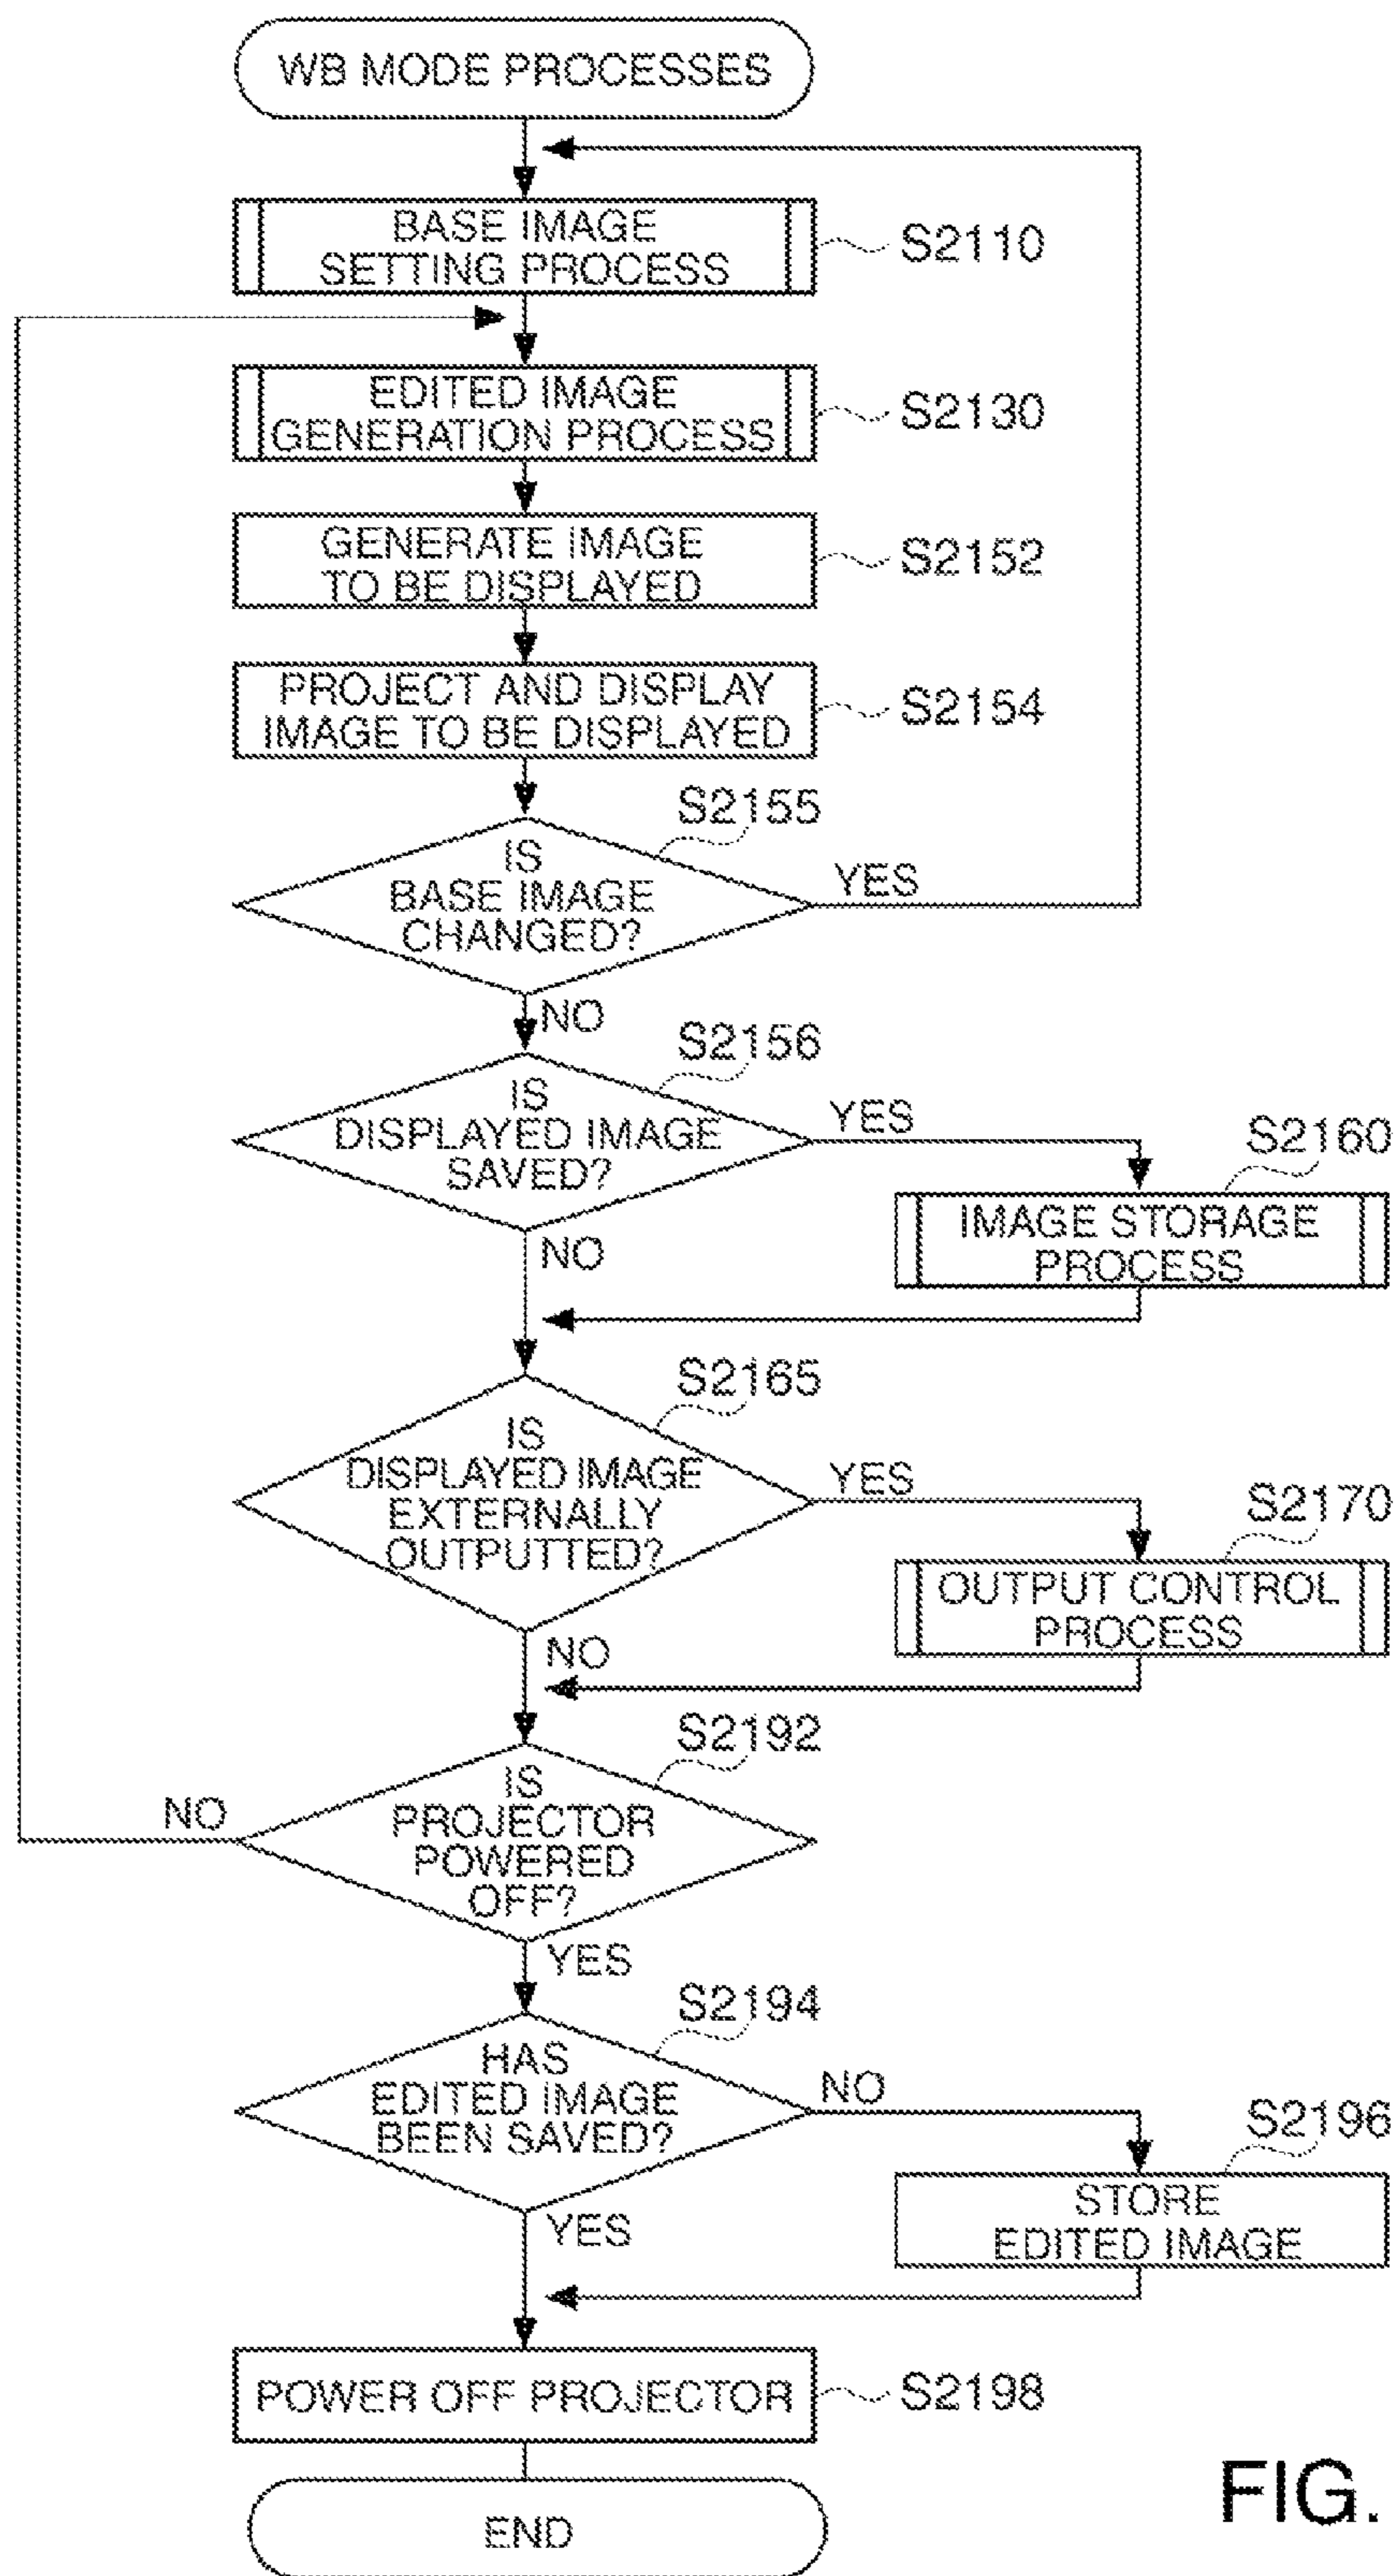 WB MODE PROCESSES
BASE IMAGE
SETTING PROCESS
S2110
EDITED IMAGE
GENERATION PROCESS
S2130
GENERATE IMAGE
TO BE DISPLAYED
S2152
PROJECT AND DISPLAY
IMAGE TO BE DISPLAYED
S2154
S2155
IS
BASE IMAGE
CHANGED?
YES
NO
S2156
IS
DISPLAYED IMAGE
SAVED?
YES
S2160
IMAGE STORAGE
PROCESS
NO
S2165
IS
DISPLAYED IMAGE
EXTERNALLY
OUTPUTTED?
YES
S2170
OUTPUT CONTROL
PROCESS
NO
S2192
IS
PROJECTOR
POWERED
OFF?
NO
YES
S2194
HAS
EDITED IMAGE
BEEN SAVED?
NO
S2196
STORE
EDITED IMAGE
YES
POWER OFF PROJECTOR
S2198
END
FIG.